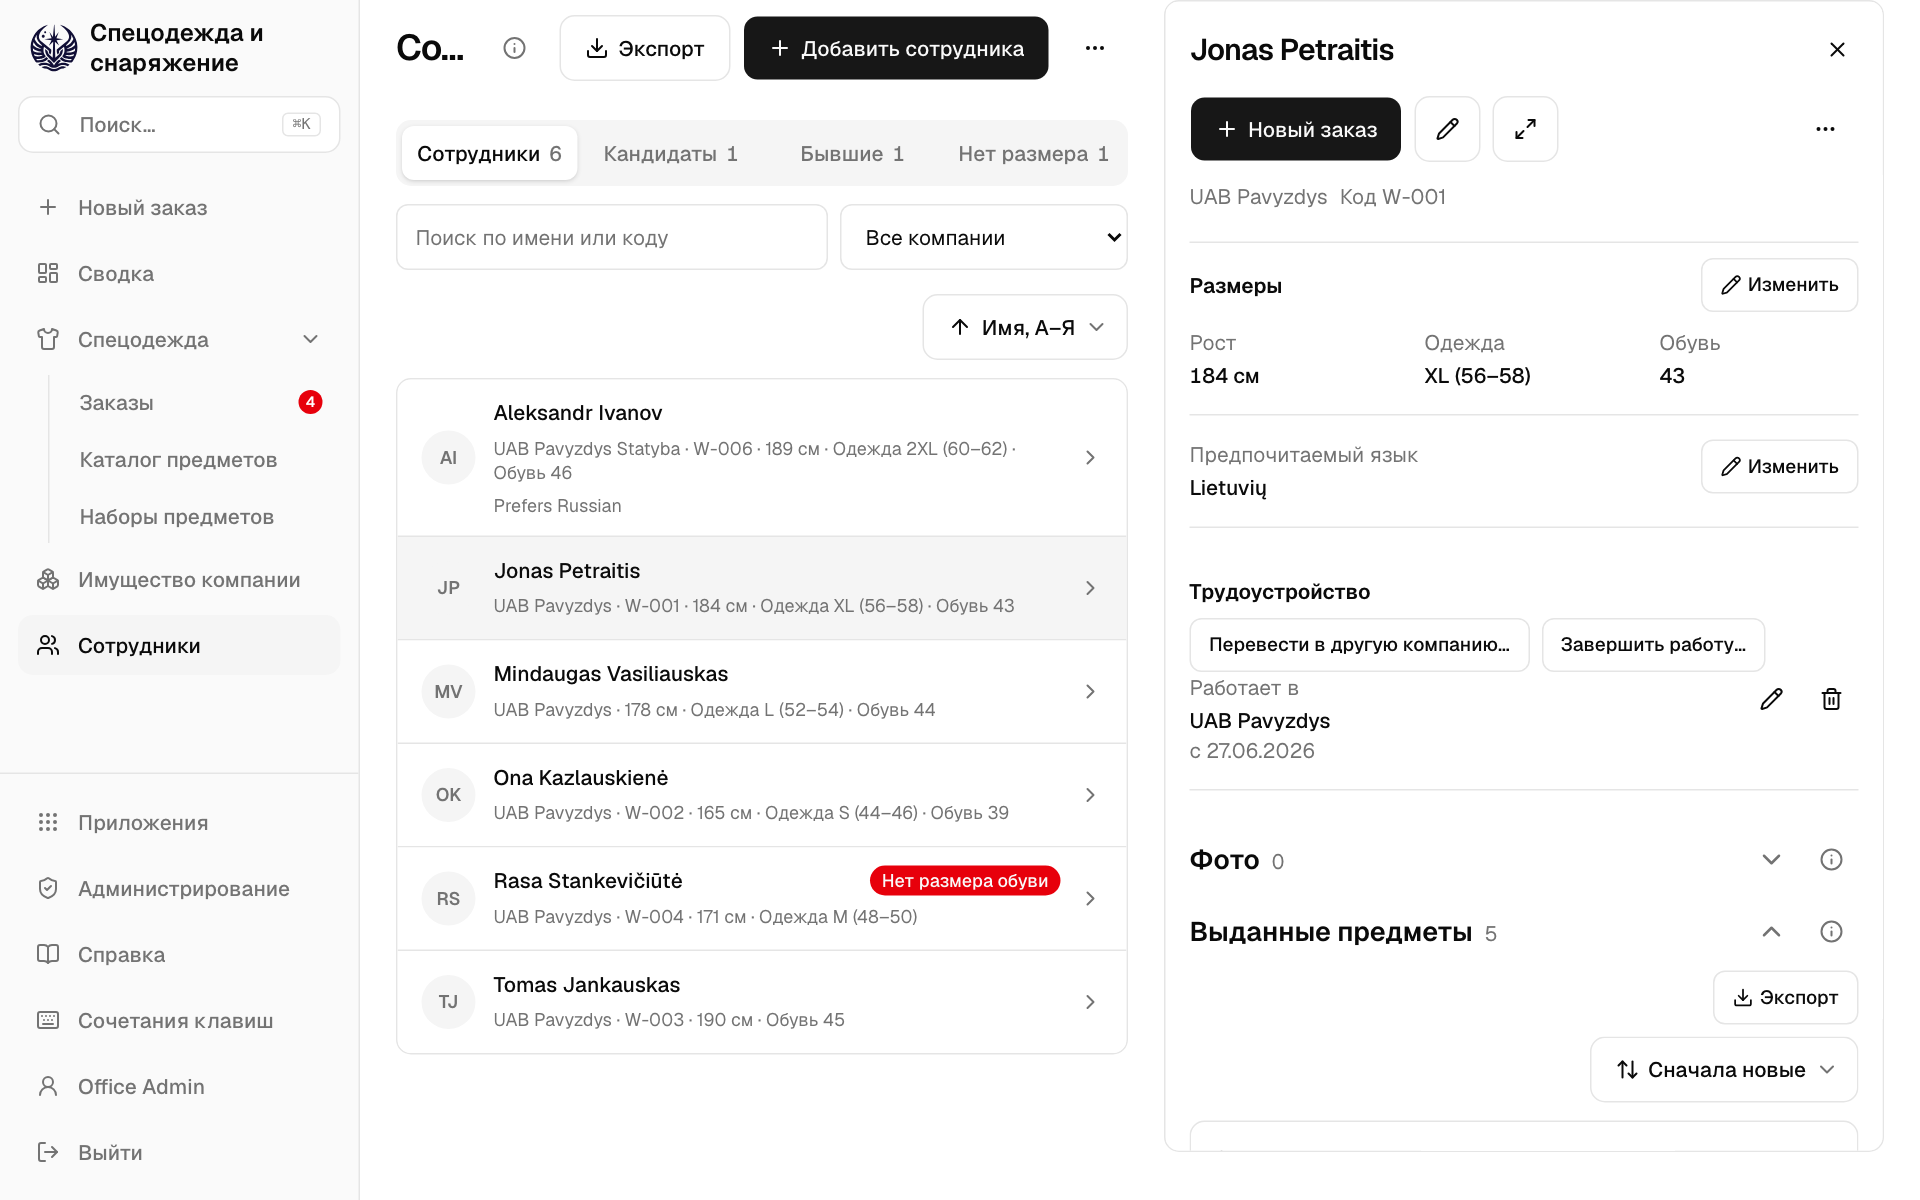 Спецодежда и
снаряжение
Поиск...
⌘K
Новый заказ
Сводка
Спецодежда
Заказы
4
Каталог предметов
Наборы предметов
Имущество компании
Сотрудники
Приложения
Администрирование
Справка
Сочетания клавиш
Office Admin
Выйти
Со...
Экспорт
Добавить сотрудника
Сотрудники 6
Кандидаты 1
Бывшие 1
Нет размера 1
Поиск по имени или коду
Все компании
Имя, А–Я
AI
Aleksandr Ivanov
UAB Pavyzdys Statyba · W-006 · 189 см · Одежда 2XL (60–62) ·
Обувь 46
Prefers Russian
JP
Jonas Petraitis
UAB Pavyzdys · W-001 · 184 см · Одежда XL (56–58) · Обувь 43
MV
Mindaugas Vasiliauskas
UAB Pavyzdys · 178 см · Одежда L (52–54) · Обувь 44
OK
Ona Kazlauskienė
UAB Pavyzdys · W-002 · 165 см · Одежда S (44–46) · Обувь 39
RS
Rasa Stankevičiūtė
Нет размера обуви
UAB Pavyzdys · W-004 · 171 см · Одежда M (48–50)
TJ
Tomas Jankauskas
UAB Pavyzdys · W-003 · 190 см · Обувь 45
Jonas Petraitis
Новый заказ
UAB Pavyzdys Код W-001
Размеры
Изменить
Рост
Одежда
Обувь
184 см
XL (56–58)
43
Предпочитаемый язык
Изменить
Lietuvių
Трудоустройство
Перевести в другую компанию...
Завершить работу...
Работает в
UAB Pavyzdys
с 27.06.2026
Фото 0
Выданные предметы 5
Экспорт
Сначала новые